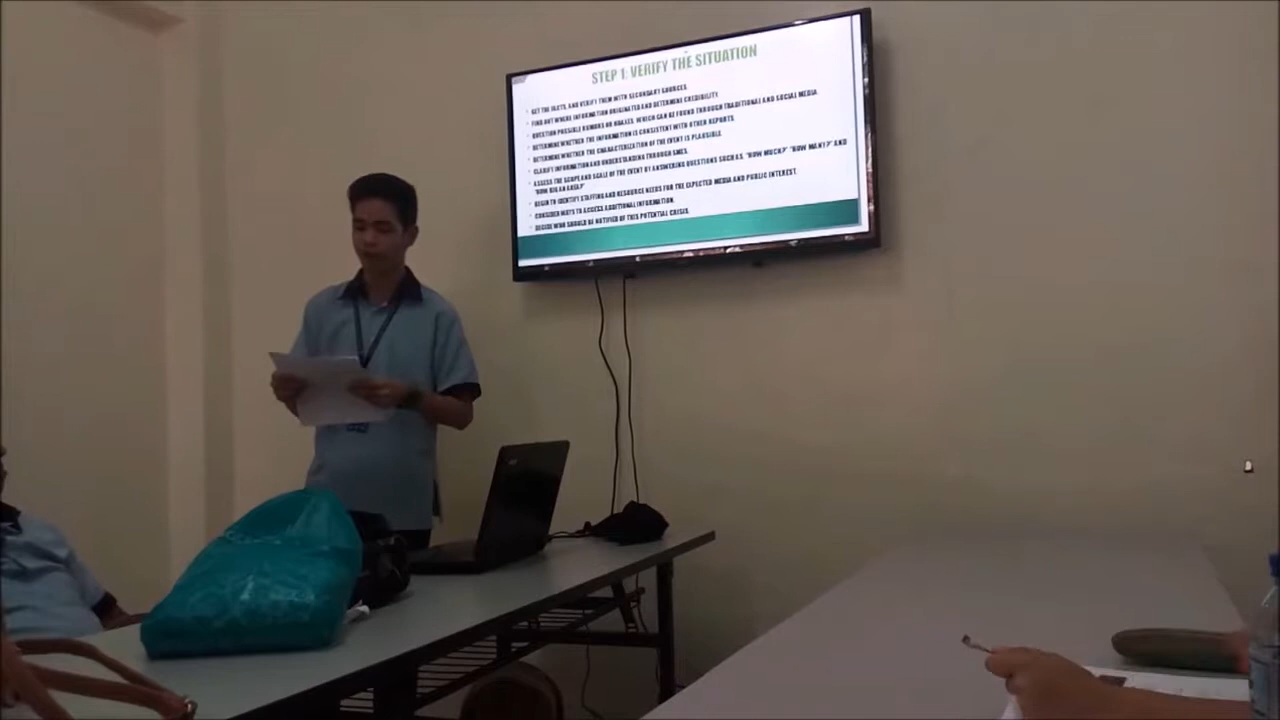 STEP 1: VERIFY THE SITUATION
GET THE FACTS, AND VERIFY THEM WITH SECONDARY SOURCES.
FIND OUT WHERE INFORMATION ORIGINATED AND DETERMINE CREDIBILITY.
QUESTION POSSIBLE RUMORS OR HOAXES, WHICH CAN BE FOUND THROUGH TRADITIONAL AND SOCIAL MEDIA.
DETERMINE WHETHER THE INFORMATION IS CONSISTENT WITH OTHER REPORTS.
DETERMINE WHETHER THE CHARACTERIZATION OF THE EVENT IS PLAUSIBLE.
CLARIFY INFORMATION AND UNDERSTANDING THROUGH SMES.
ASSESS THE SCOPE AND SCALE OF THE EVENT BY ANSWERING QUESTIONS SUCH AS, "HOW MUCH?" "HOW MANY?" AND
"HOW BIG AN AREA?"
BEGIN TO IDENTIFY STAFFING AND RESOURCE NEEDS FOR THE EXPECTED MEDIA AND PUBLIC INTEREST.
CONSIDER WAYS TO ACCESS ADDITIONAL INFORMATION.
DECIDE WHO SHOULD BE NOTIFIED OF THIS POTENTIAL CRISIS.